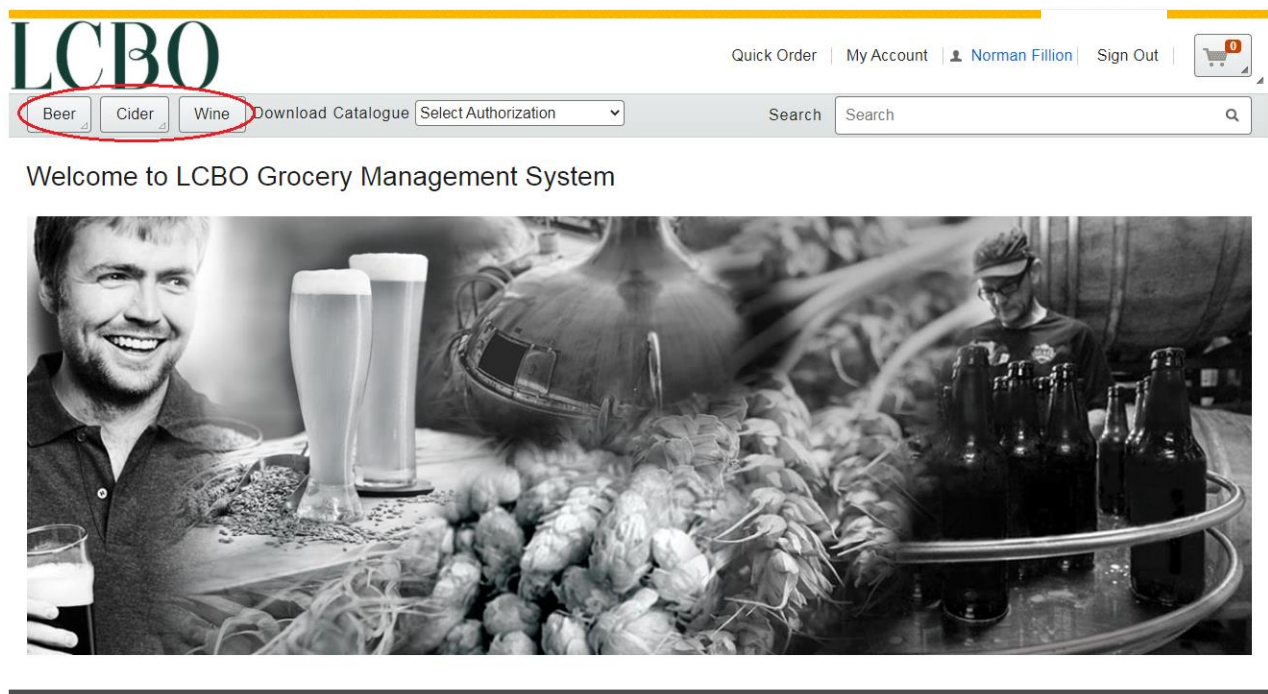 LCBO
Quick Order My Account Norman Fillion Sign Out 0
Beer Cider Wine Download Catalogue Select Authorization Search Search
Welcome to LCBO Grocery Management System